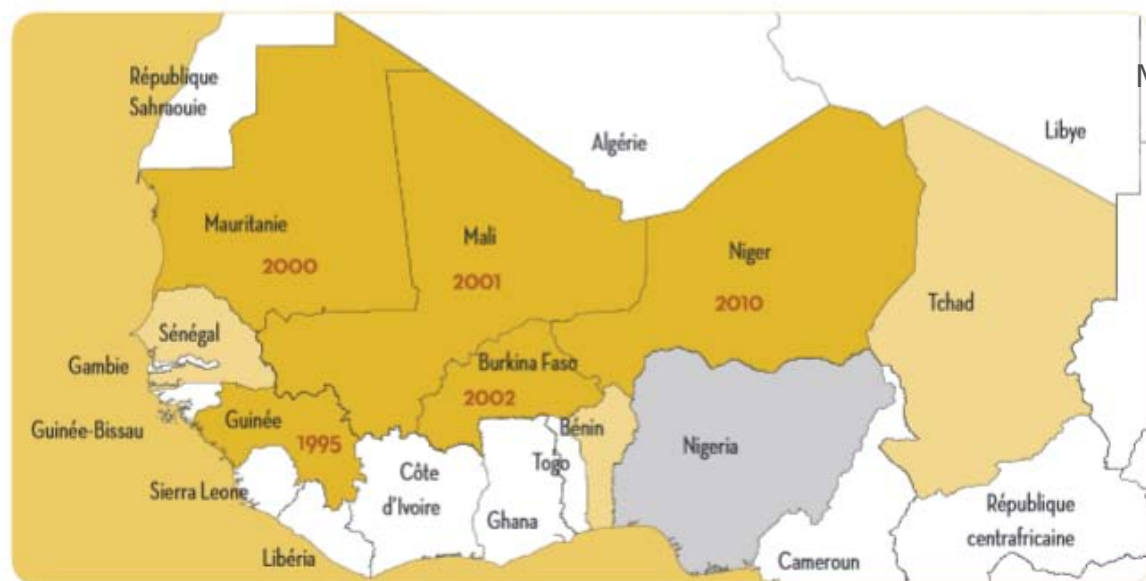 République
Sahraouie
M
Algérie
Libye
Mauritanie
2000
Mali
2001
Niger
2010
Tchad
Sénégal
Gambie
Burkina Faso
2002
Guinée
1995
Guinée-Bissau
Bénin
Nigeria
Togo
Côte
d'Ivoire
Ghana
Sierra Leone
Libéria
République
centrafricaine
Cameroun